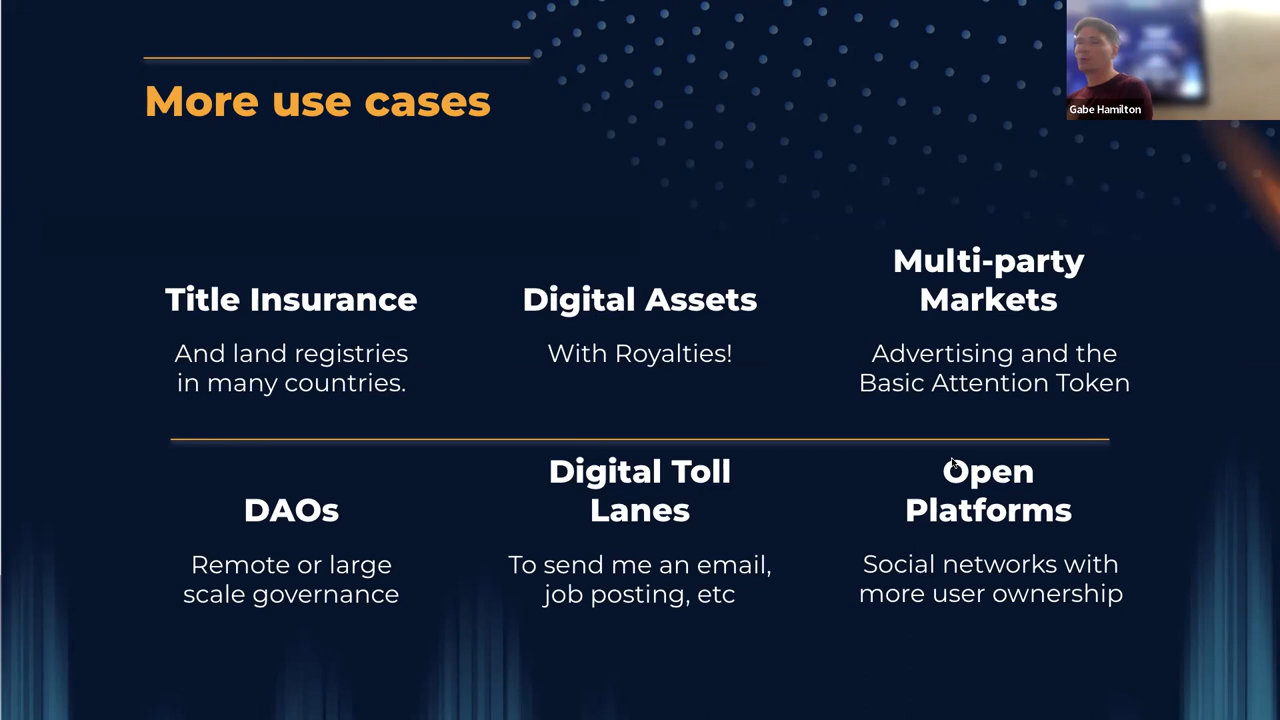 More use cases
Gabe Hamilton
Title Insurance
And land registries
in many countries.
Digital Assets
With Royalties!
Multi-party
Markets
Advertising and the
Basic Attention Token
DAOs
Remote or large
scale governance
Digital Toll
Lanes
To send me an email,
job posting, etc
Open
Platforms
Social networks with
more user ownership